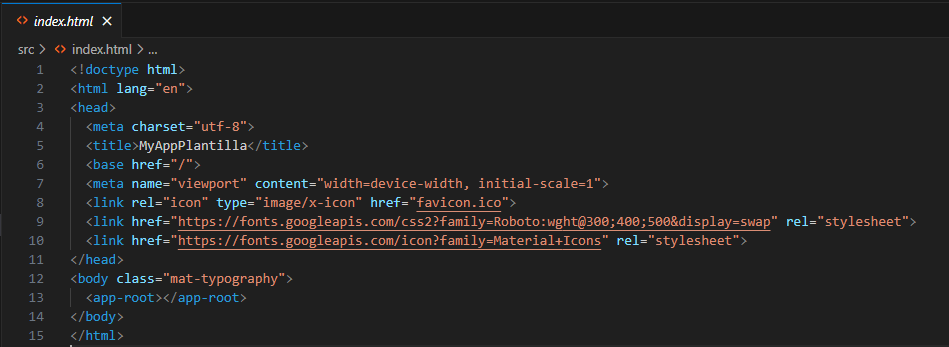 index.html
src > index.html > ...
1 <!doctype html>
2 <html lang="en">
3 <head>
4   <meta charset="utf-8">
5   <title>MyAppPlantilla</title>
6   <base href="/">
7   <meta name="viewport" content="width=device-width, initial-scale=1">
8   <link rel="icon" type="image/x-icon" href="favicon.ico">
9   <link href="https://fonts.googleapis.com/css2?family=Roboto:wght@300;400;500&display=swap" rel="stylesheet">
10   <link href="https://fonts.googleapis.com/icon?family=Material+Icons" rel="stylesheet">
11 </head>
12 <body class="mat-typography">
13   <app-root></app-root>
14 </body>
15 </html>